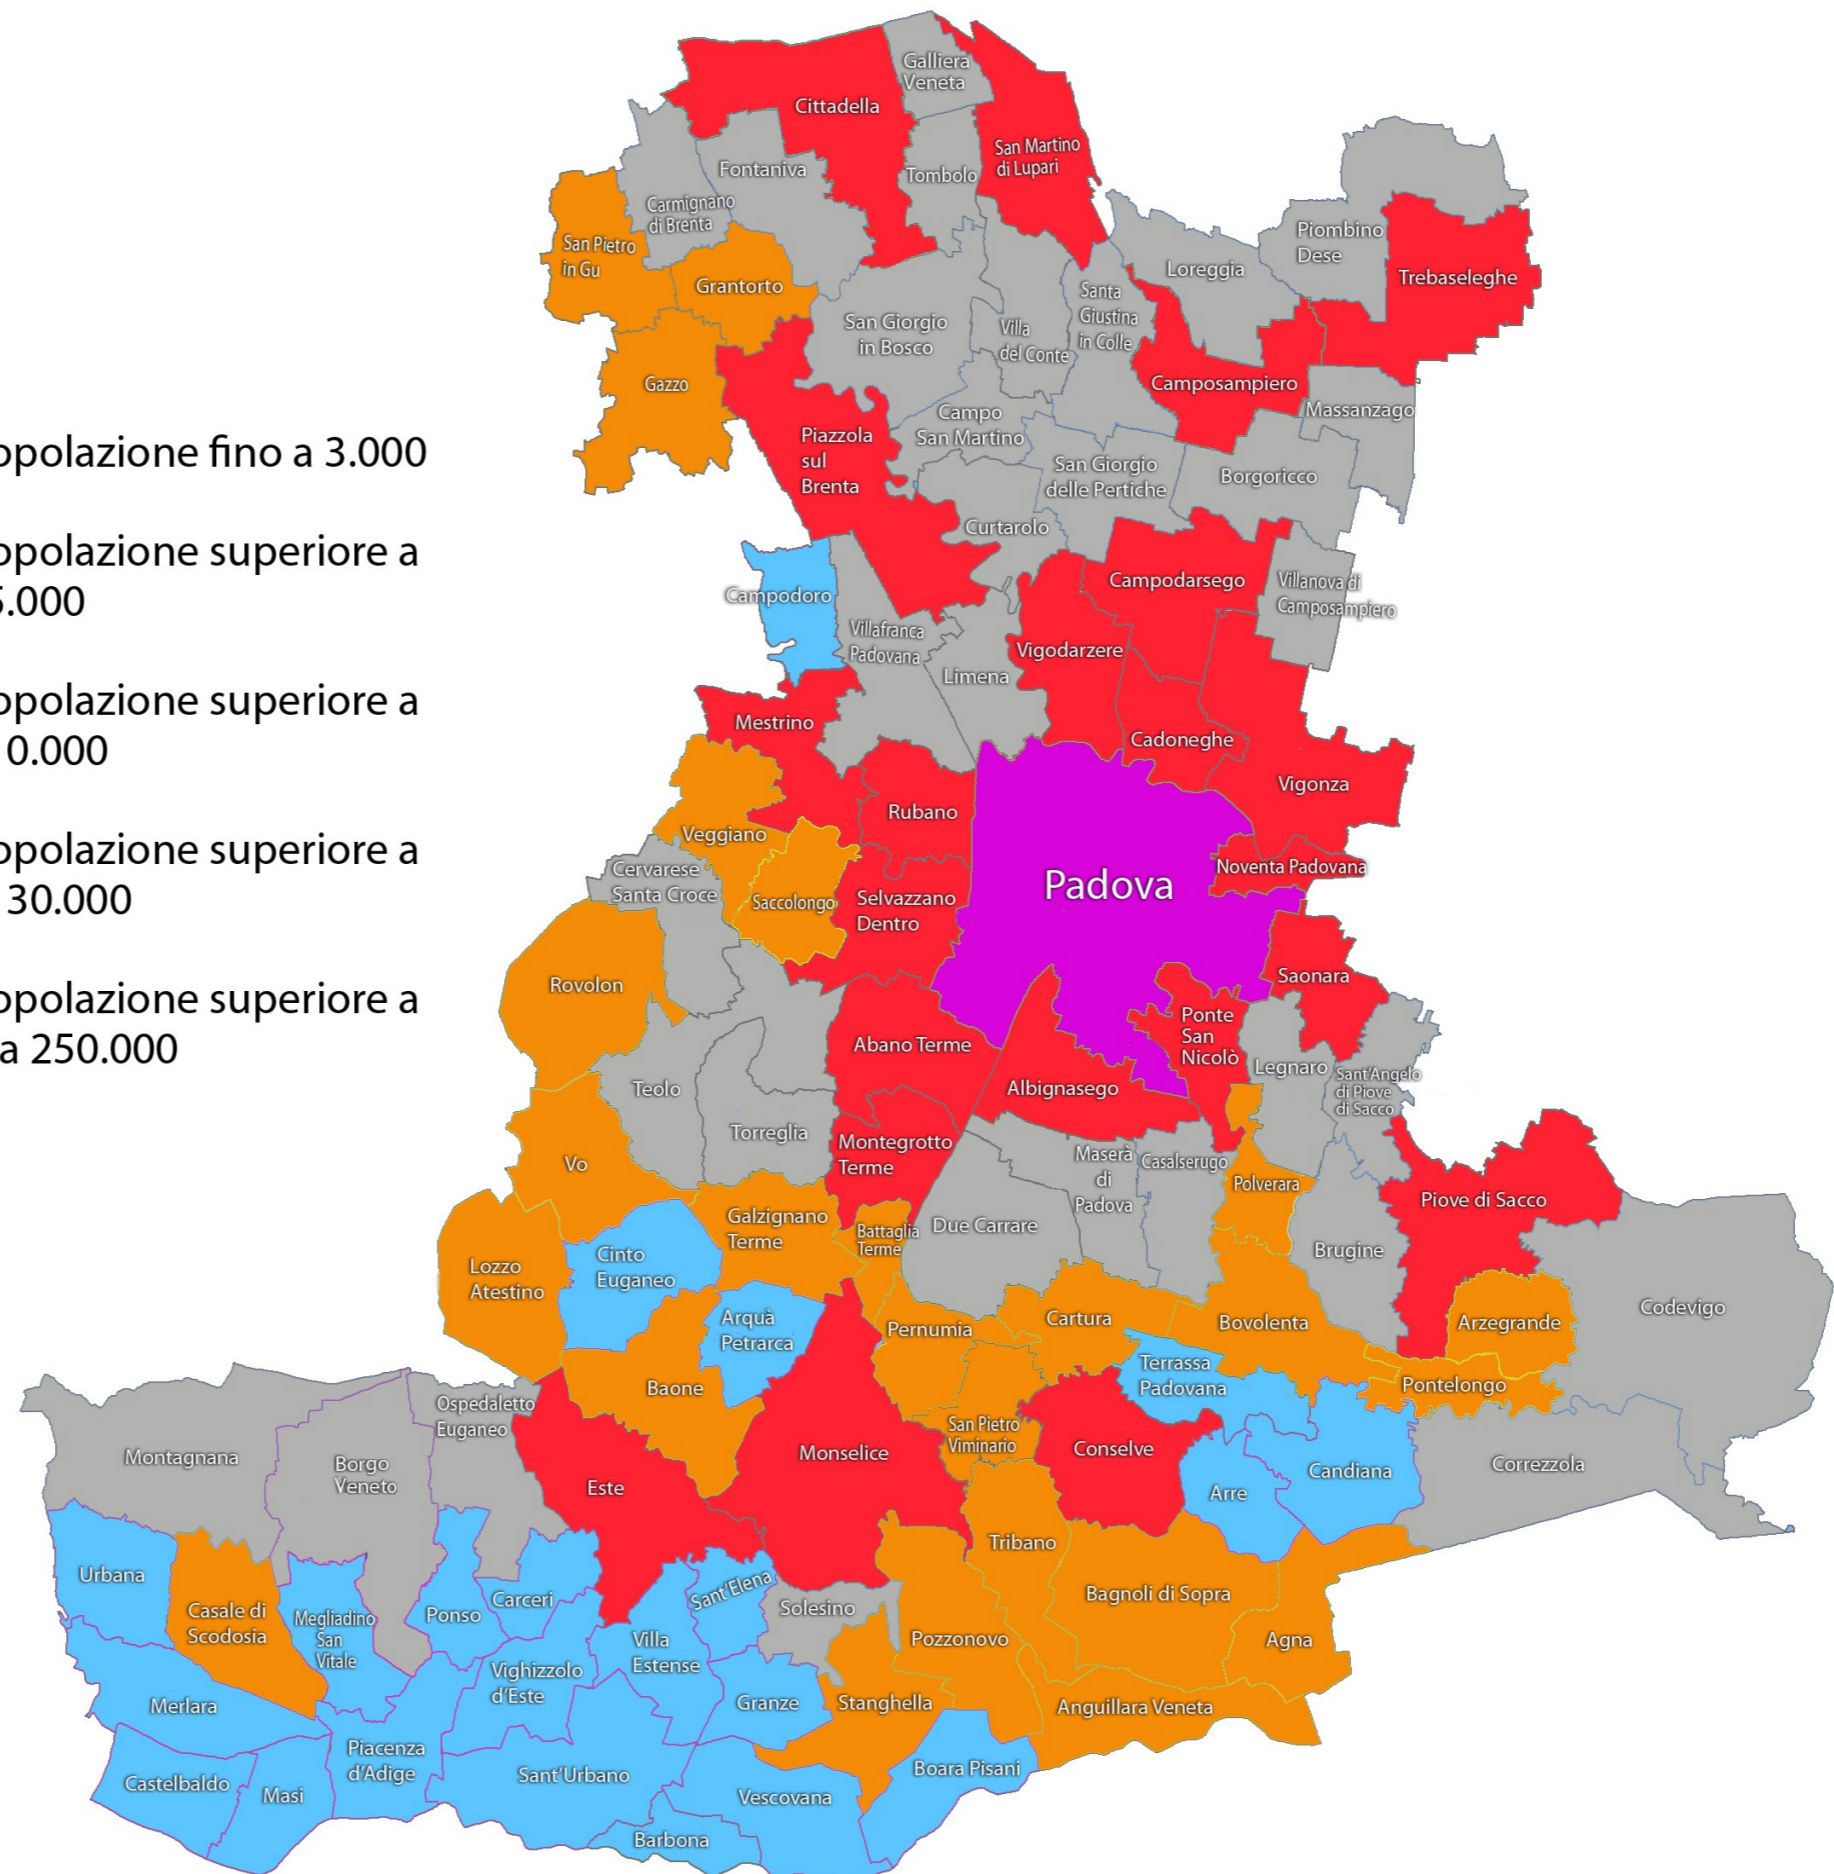 opolazione fino a 3.000
opolazione superiore a
5.000
opolazione superiore a
10.000
opolazione superiore a
30.000
opolazione superiore a
a 250.000
Galliera
Veneta
Cittadella
San Martino
di Lupari
Fontaniva
Tombolo
Carmignano
di Brenta
San Pietro
in Gu
Grantorto
Piombino
Dese
Loreggia
Trebaseleghe
Santa
Giustina
in Colle
San Giorgio
in Bosco
Villa
del Conte
Gazzo
Camposampiero
Massanzago
Campo
San Martino
Piazzola
sul
Brenta
San Giorgio
delle Pertiche
Borgoricco
Curtarolo
Campodarsego
Villanova di
Camposampiero
Campodoro
Villafranca
Padovana
Vigodarzere
Limena
Mestrino
Cadoneghe
Vigonza
Rubano
Veggiano
Cervarese
Santa Croce
Noventa Padovana
Padova
Saccolongo
Selvazzano
Dentro
Rovolon
Saonara
Ponte
San
Nicolò
Abano Terme
Legnaro
Sant'Angelo
di Piove
di Sacco
Teolo
Albignasego
Torreglia
Montegrotto
Terme
Vo
Maserà
di
Padova
Casalserugo
Polverara
Piove di Sacco
Galzignano
Terme
Battaglia
Terme
Due Carrare
Brugine
Lozzo
Atestino
Cinto
Euganeo
Arquà
Petrarca
Pernumia
Cartura
Bovolenta
Arzegrande
Codevigo
Terrassa
Padovana
Baone
Pontelongo
Ospedaletto
Euganeo
San Pietro
Viminario
Montagnana
Borgo
Veneto
Este
Monselice
Conselve
Arre
Candiana
Correzzola
Tribano
Urbana
Casale di
Scodosia
Megliadino
San
Vitale
Ponso
Carceri
Sant'Elena
Solesino
Bagnoli di Sopra
Villa
Estense
Pozzonovo
Agna
Vighizzolo
d'Este
Merlara
Granze
Stanghella
Anguillara Veneta
Piacenza
d'Adige
Castelbaldo
Masi
Sant'Urbano
Boara Pisani
Vescovana
Barbona